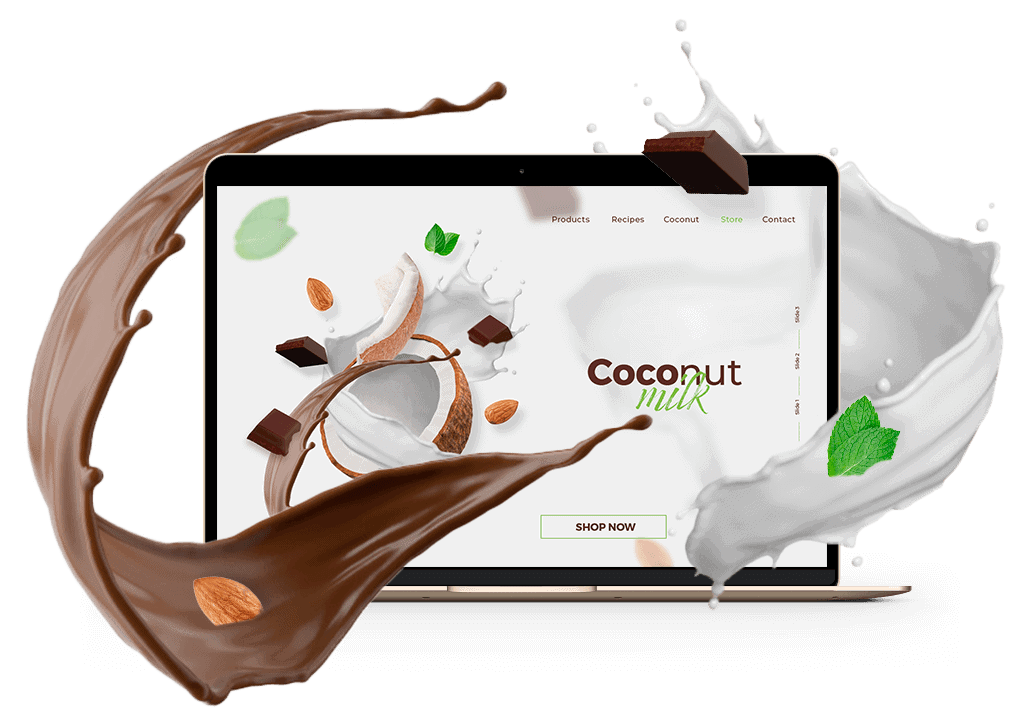 Products Recipes Coconut Store Contact
Slide 3
Slide 2
Slide 1
Coconut
milk
SHOP NOW